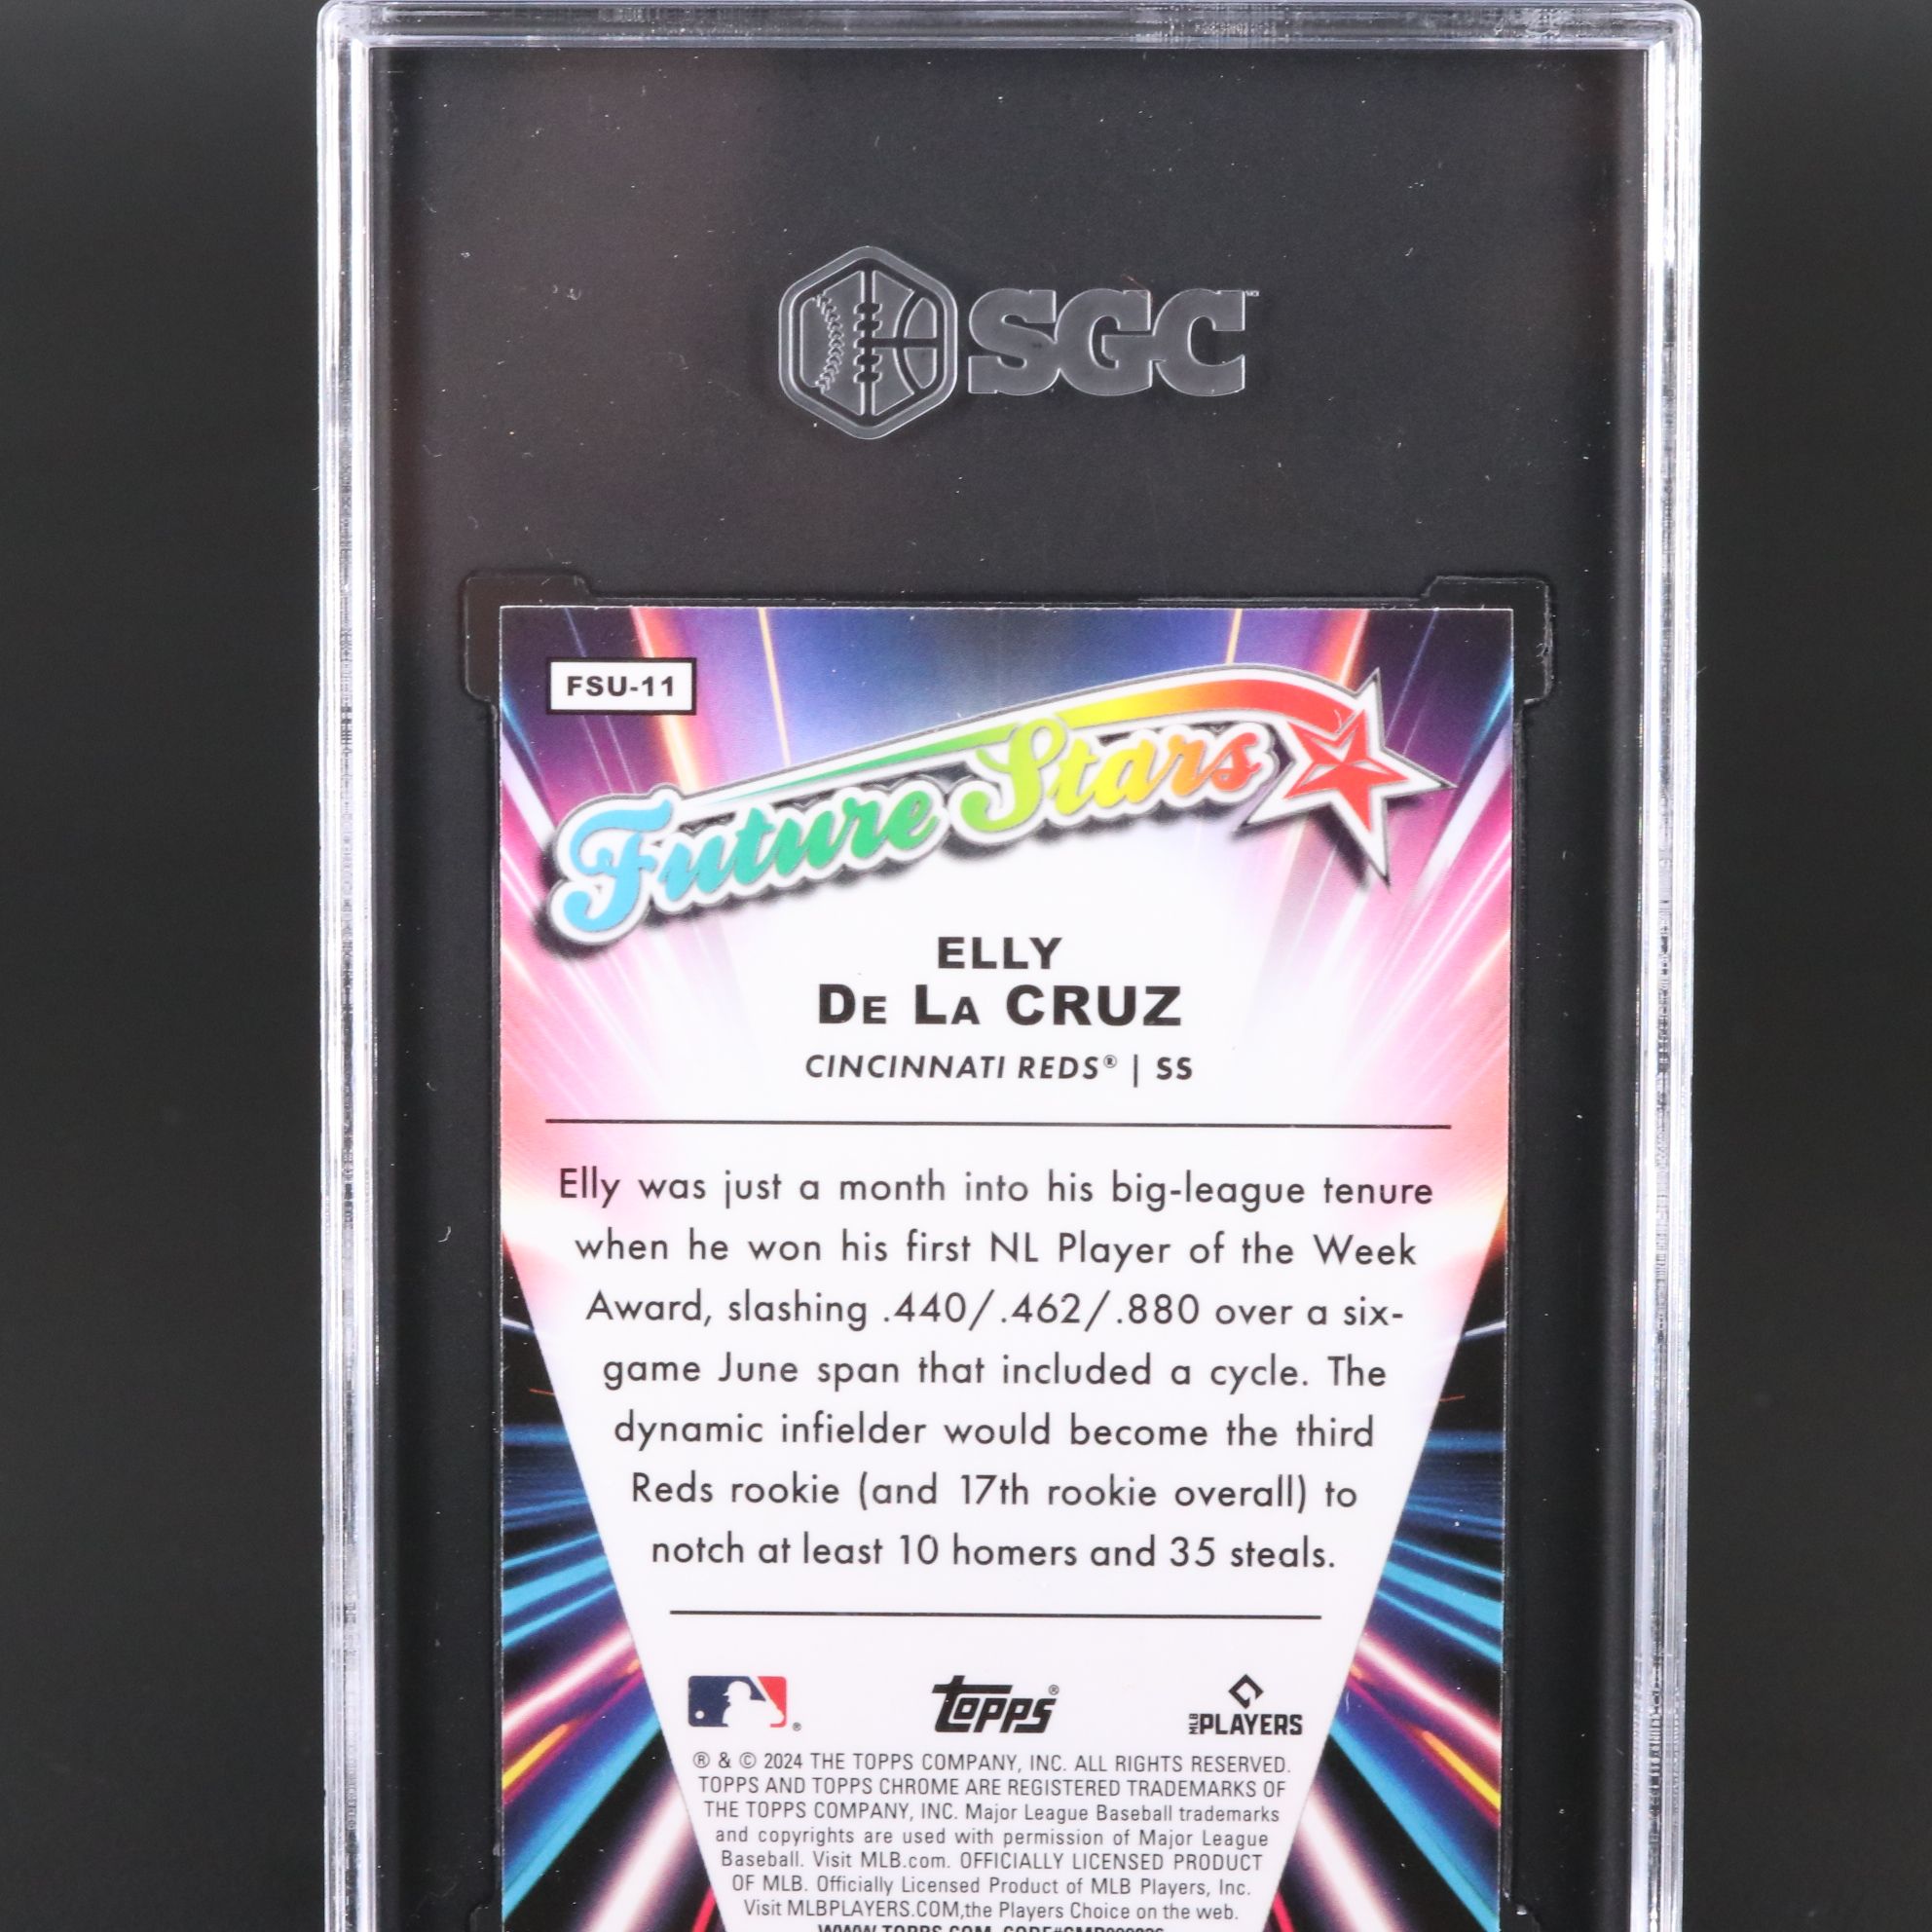 SGC™
FSU-11
Future Stars
ELLY
DE LA CRUZ
CINCINNATI REDS® | SS
Elly was just a month into his big-league tenure
when he won his first NL Player of the Week
Award, slashing .440/.462/.880 over a six-
game June span that included a cycle. The
dynamic infielder would become the third
Reds rookie (and 17th rookie overall) to
notch at least 10 homers and 35 steals.
® topps® MLB PLAYERS
® & © 2024 THE TOPPS COMPANY, INC. ALL RIGHTS RESERVED.
TOPPS AND TOPPS CHROME ARE REGISTERED TRADEMARKS OF
THE TOPPS COMPANY, INC. Major League Baseball trademarks
and copyrights are used with permission of Major League
Baseball. Visit MLB.com. OFFICIALLY LICENSED PRODUCT
OF MLB. Officially Licensed Product of MLB Players, Inc.
Visit MLBPLAYERS.COM,the Players Choice on the web.
WWW.TOPPS.COM